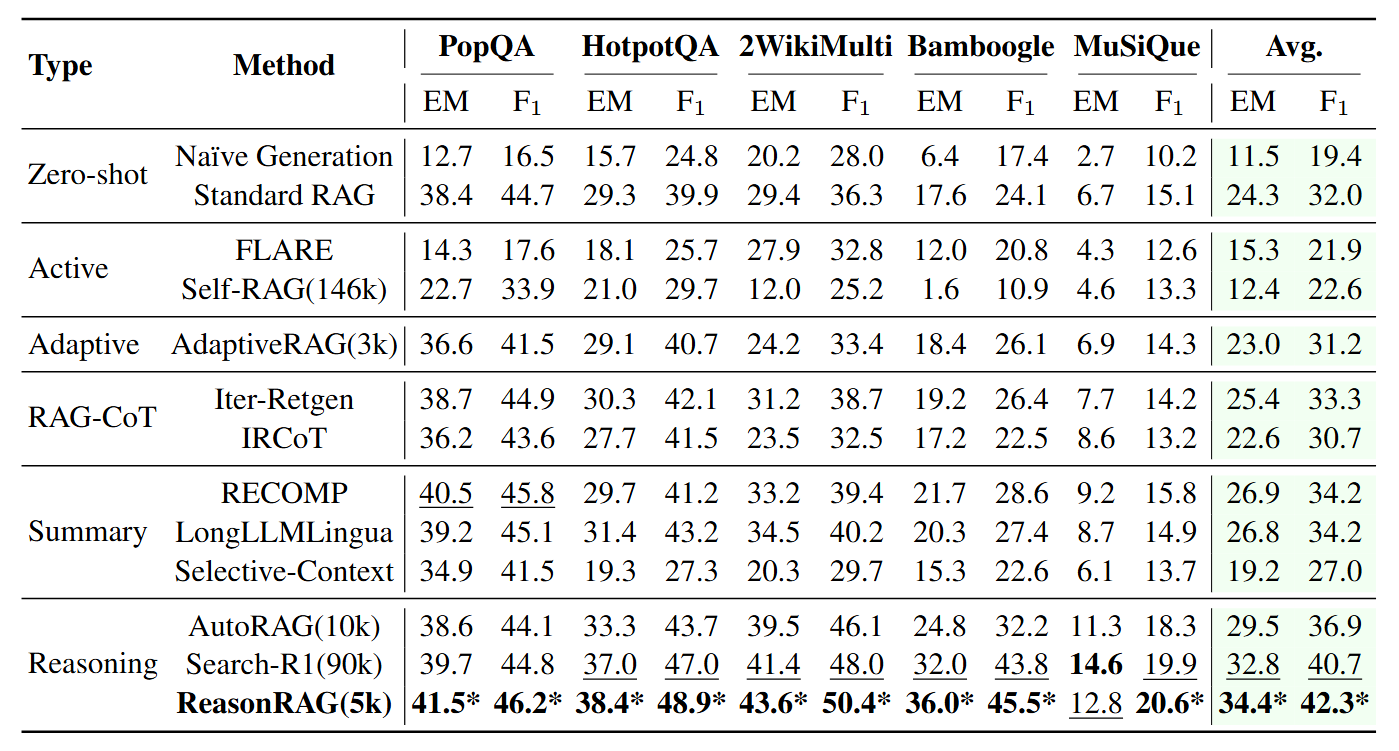 Type Method PopQA HotpotQA 2WikiMulti Bamboogle MuSiQue Avg.
EM F₁ EM F₁ EM F₁ EM F₁ EM F₁ EM F₁
Zero-shot
Naïve Generation 12.7 16.5 15.7 24.8 20.2 28.0 6.4 17.4 2.7 10.2 11.5 19.4
Standard RAG 38.4 44.7 29.3 39.9 29.4 36.3 17.6 24.1 6.7 15.1 24.3 32.0
Active
FLARE 14.3 17.6 18.1 25.7 27.9 32.8 12.0 20.8 4.3 12.6 15.3 21.9
Self-RAG(146k) 22.7 33.9 21.0 29.7 12.0 25.2 1.6 10.9 4.6 13.3 12.4 22.6
Adaptive AdaptiveRAG(3k) 36.6 41.5 29.1 40.7 24.2 33.4 18.4 26.1 6.9 14.3 23.0 31.2
RAG-CoT
Iter-Retgen 38.7 44.9 30.3 42.1 31.2 38.7 19.2 26.4 7.7 14.2 25.4 33.3
IRCoT 36.2 43.6 27.7 41.5 23.5 32.5 17.2 22.5 8.6 13.2 22.6 30.7
Summary
RECOMP 40.5 45.8 29.7 41.2 33.2 39.4 21.7 28.6 9.2 15.8 26.9 34.2
LongLLMLingua 39.2 45.1 31.4 43.2 34.5 40.2 20.3 27.4 8.7 14.9 26.8 34.2
Selective-Context 34.9 41.5 19.3 27.3 20.3 29.7 15.3 22.6 6.1 13.7 19.2 27.0
Reasoning
AutoRAG(10k) 38.6 44.1 33.3 43.7 39.5 46.1 24.8 32.2 11.3 18.3 29.5 36.9
Search-R1(90k) 39.7 44.8 37.0 47.0 41.4 48.0 32.0 43.8 14.6 19.9 32.8 40.7
ReasonRAG(5k) 41.5* 46.2* 38.4* 48.9* 43.6* 50.4* 36.0* 45.5* 12.8 20.6* 34.4* 42.3*